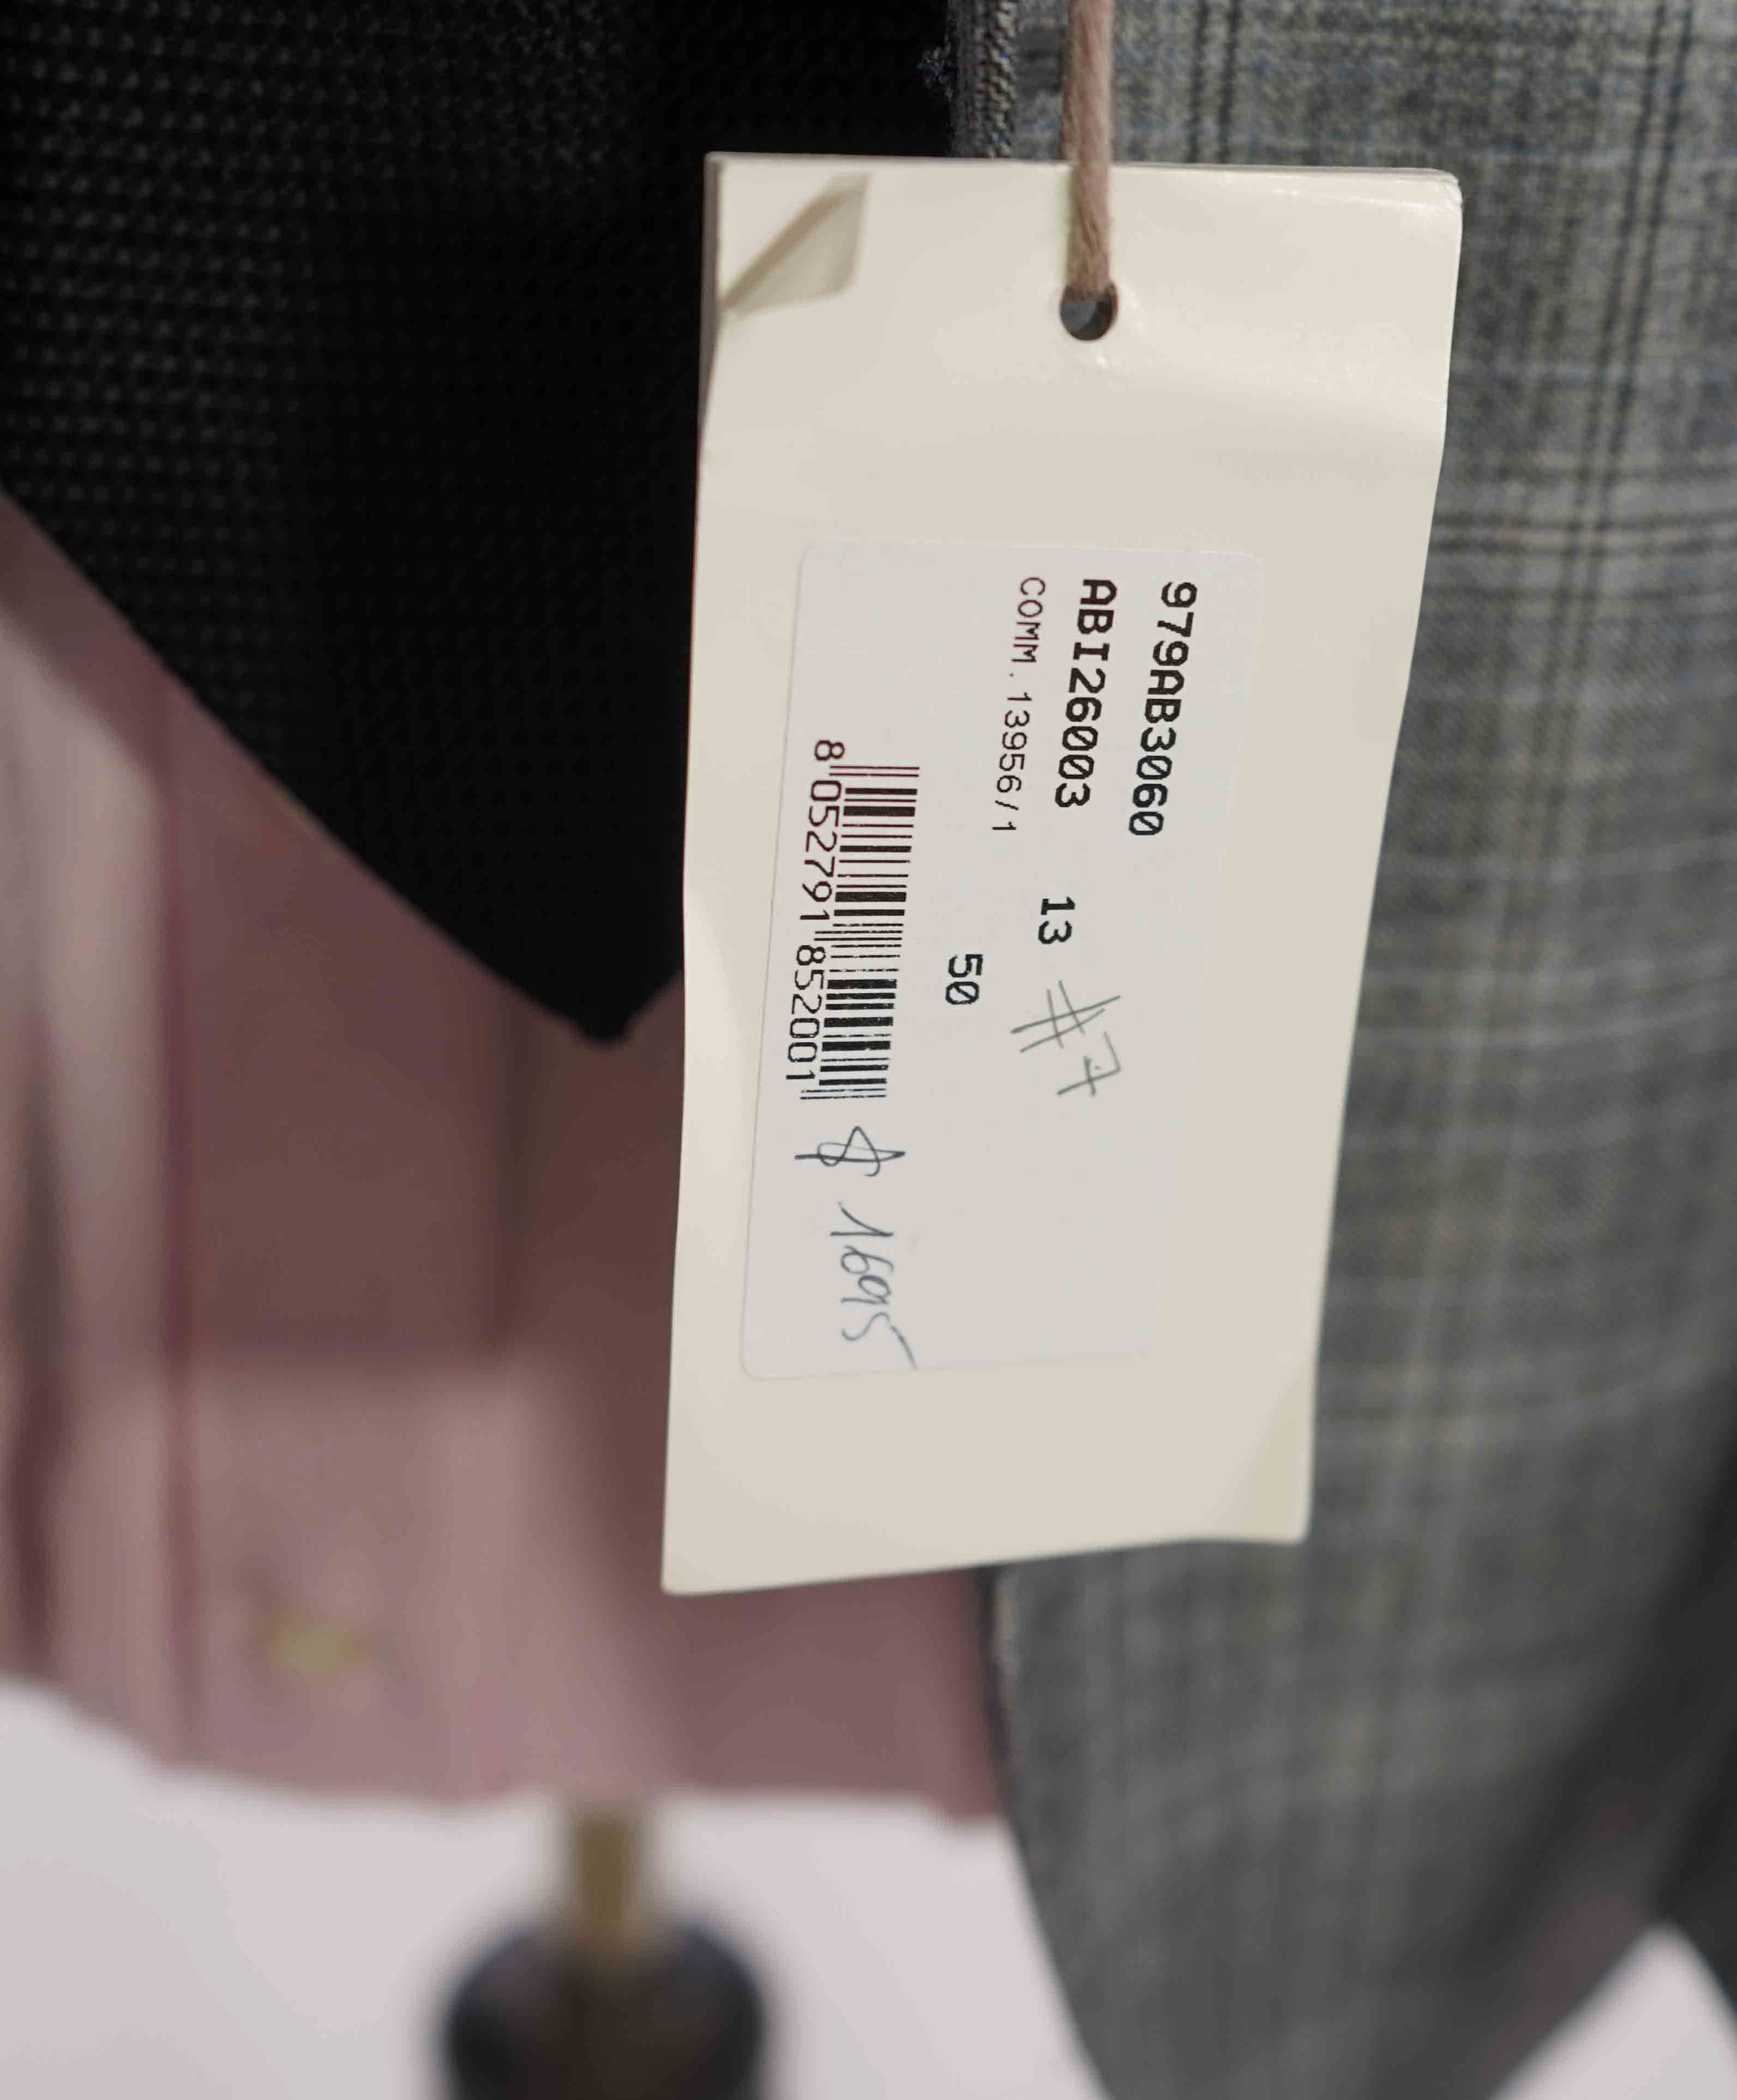 979AB3060
ABI26003 13 #7
COMM.13956/1
50
8 052791 852001 $ 1695